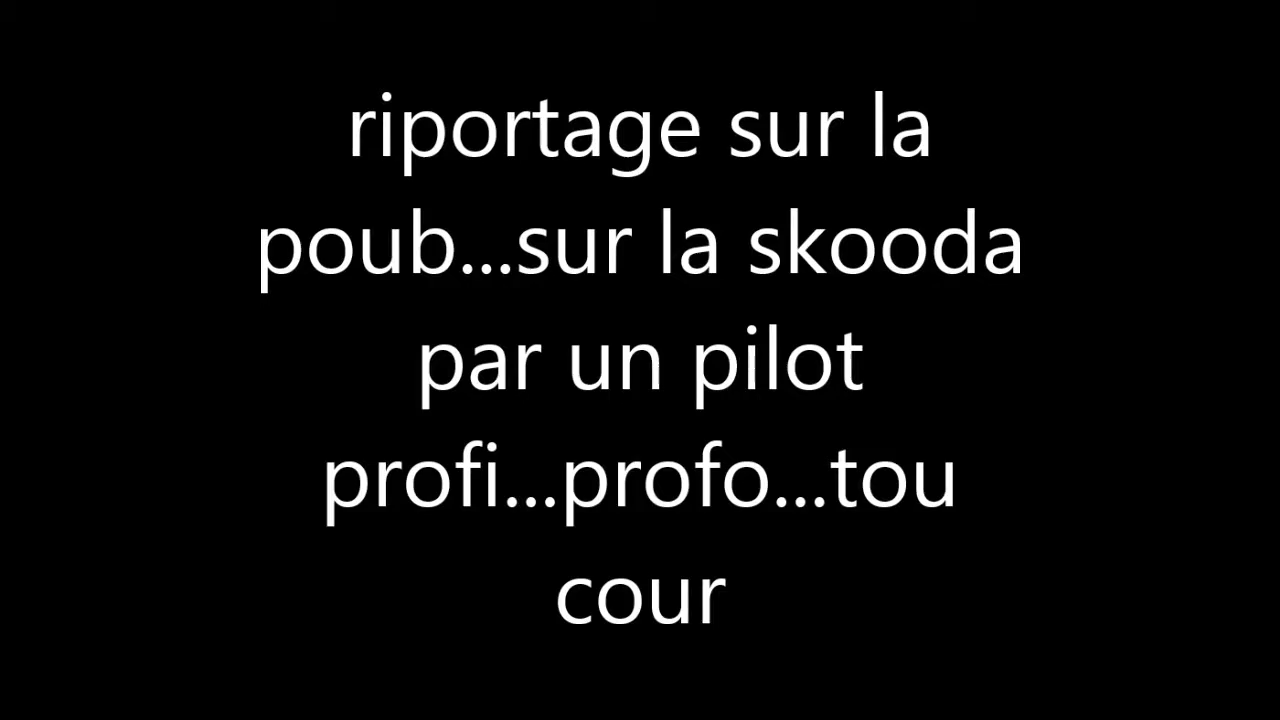 riportage sur la
poub...sur la skooda
par un pilot
profi...profo...tou
cour